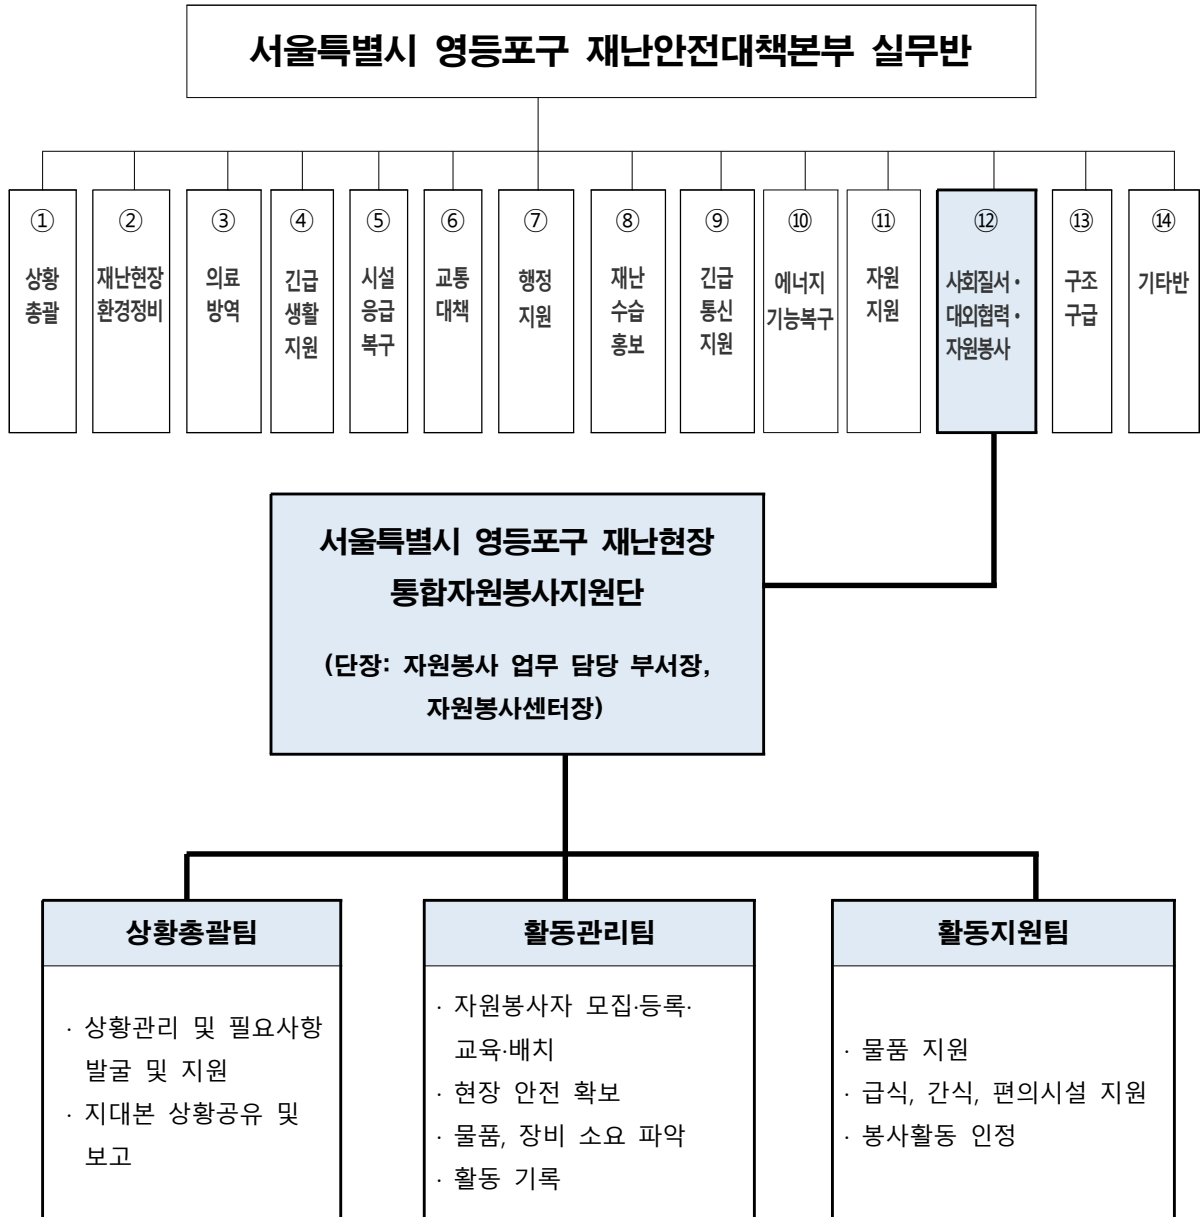 서울특별시 영등포구 재난안전대책본부 실무반
①
상황
총괄
②
재난현장
환경정비
③
의료
방역
④
긴급
생활
지원
⑤
시설
응급
복구
⑥
교통
대책
⑦
행정
지원
⑧
재난
수습
홍보
⑨
긴급
통신
지원
⑩
에너지
기능복구
⑪
자원
지원
⑫
사회질서·
대외협력·
자원봉사
⑬
구조
구급
⑭
기타반
서울특별시 영등포구 재난현장
통합자원봉사지원단
(단장: 자원봉사 업무 담당 부서장,
자원봉사센터장)
상황총괄팀
· 상황관리 및 필요사항
발굴 및 지원
· 지대본 상황공유 및
보고
활동관리팀
· 자원봉사자 모집·등록·
교육·배치
· 현장 안전 확보
· 물품, 장비 소요 파악
· 활동 기록
활동지원팀
· 물품 지원
· 급식, 간식, 편의시설 지원
· 봉사활동 인정